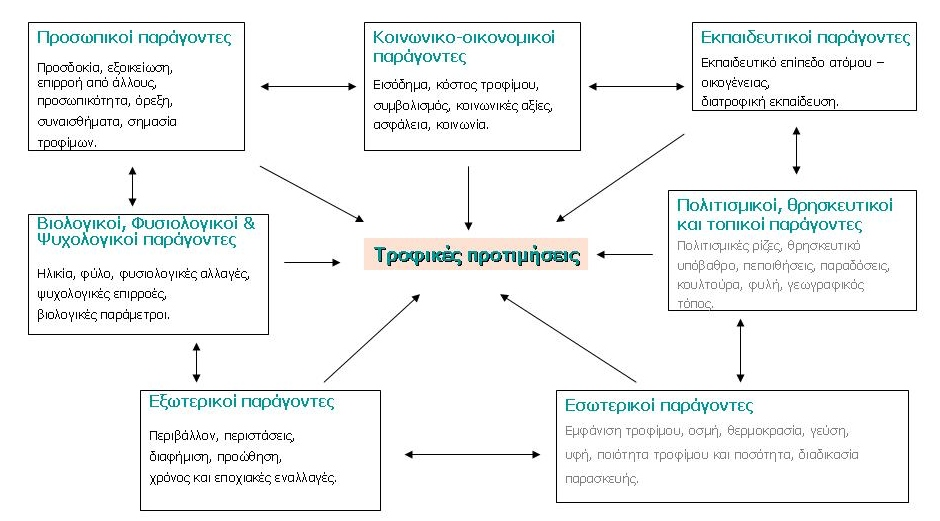 Προσωπικοί παράγοντες
Προσδοκία, εξοικείωση,
επιρροή από άλλους,
προσωπικότητα, όρεξη,
συναισθήματα, σημασία
τροφίμων.
Κοινωνικο-οικονομικοί
παράγοντες
Εισόδημα, κόστος τροφίμου,
συμβολισμός, κοινωνικές αξίες,
ασφάλεια, κοινωνία.
Εκπαιδευτικοί παράγοντες
Εκπαιδευτικό επίπεδο ατόμου –
οικογένειας,
διατροφική εκπαίδευση.
Βιολογικοί, Φυσιολογικοί &
Ψυχολογικοί παράγοντες
Ηλικία, φύλο, φυσιολογικές αλλαγές,
ψυχολογικές επιρροές,
βιολογικές παράμετροι.
Τροφικές προτιμήσεις
Πολιτισμικοί, θρησκευτικοί
και τοπικοί παράγοντες
Πολιτισμικές ρίζες, θρησκευτικό
υπόβαθρο, πεποιθήσεις, παραδόσεις,
κουλτούρα, φυλή, γεωγραφικός
τόπος.
Εξωτερικοί παράγοντες
Περιβάλλον, περιστάσεις,
διαφήμιση, προώθηση,
χρόνος και εποχιακές εναλλαγές.
Εσωτερικοί παράγοντες
Εμφάνιση τροφίμου, οσμή, θερμοκρασία, γεύση,
υφή, ποιότητα τροφίμου και ποσότητα, διαδικασία
παρασκευής.